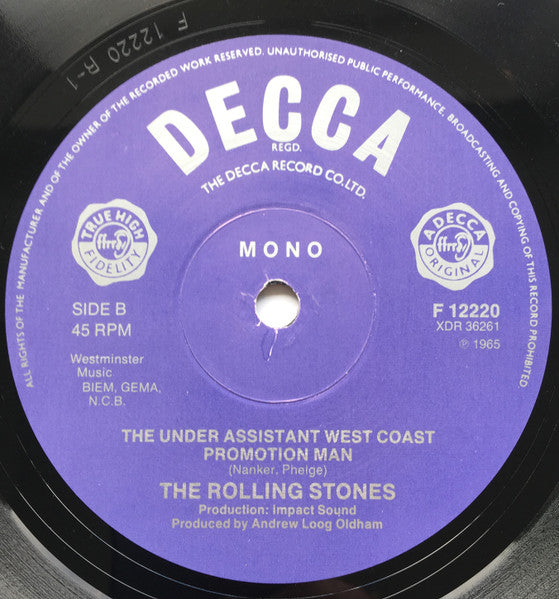 F 12220 R-1
ALL RIGHTS OF THE MANUFACTURER AND OF THE OWNER OF THE RECORDED WORK RESERVED. UNAUTHORISED PUBLIC PERFORMANCE, BROADCASTING AND COPYING OF THIS RECORD PROHIBITED
DECCA
REGD.
THE DECCA RECORD CO. LTD.
TRUE HIGH
ffrr
FIDELITY
MONO
A DECCA
ffrr
ORIGINAL
SIDE B
45 RPM
F 12220
XDR 36261
℗ 1965
Westminster
Music
BIEM, GEMA,
N.C.B.
THE UNDER ASSISTANT WEST COAST
PROMOTION MAN
(Nanker, Phelge)
THE ROLLING STONES
Production: Impact Sound
Produced by Andrew Loog Oldham